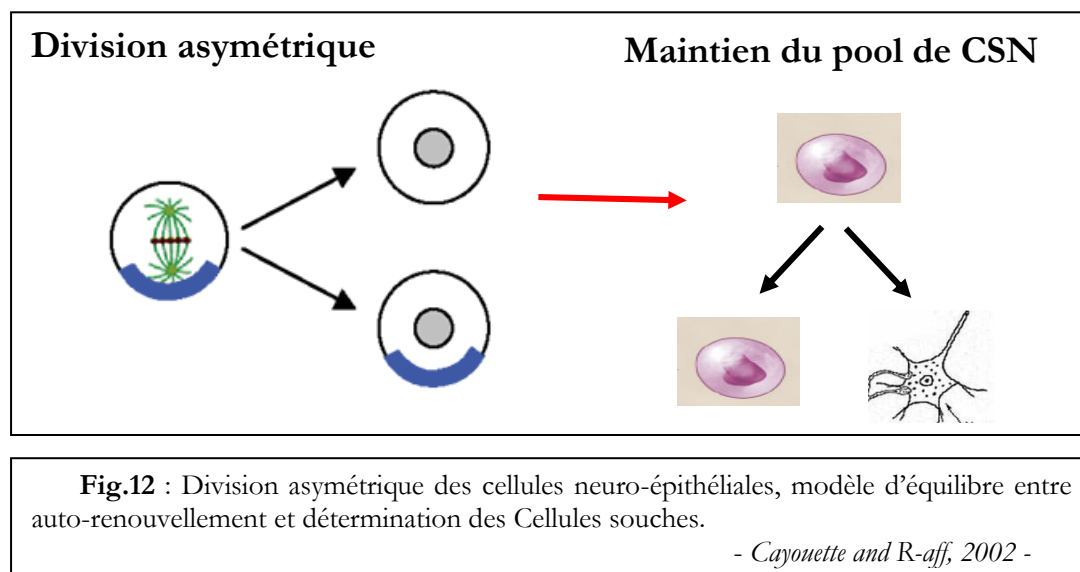 Division asymétrique
Maintien du pool de CSN
Fig.12 : Division asymétrique des cellules neuro-épithéliales, modèle d'équilibre entre
auto-renouvellement et détermination des Cellules souches.
- Cayouette and R-aff, 2002 -